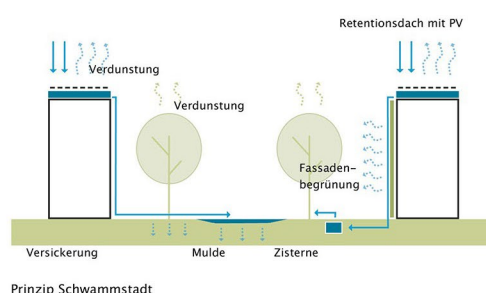 Retentionsdach mit PV
Verdunstung
Verdunstung
Fassaden-
begrünung
Versickerung
Mulde
Zisterne
Prinzip Schwammstadt